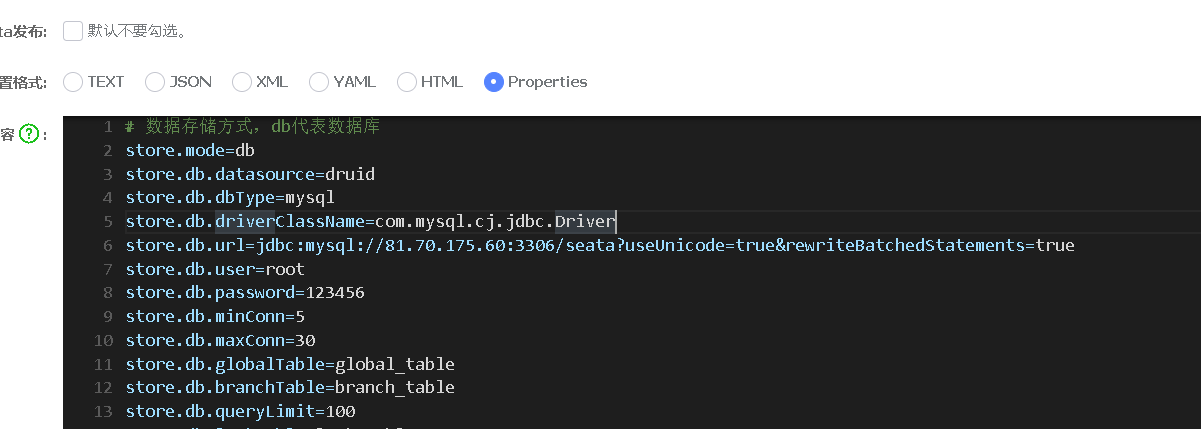 ta发布: 默认不要勾选。
置格式: TEXT JSON XML YAML HTML Properties
容 ? :
1 # 数据存储方式，db代表数据库
2 store.mode=db
3 store.db.datasource=druid
4 store.db.dbType=mysql
5 store.db.driverClassName=com.mysql.cj.jdbc.Driver
6 store.db.url=jdbc:mysql://81.70.175.60:3306/seata?useUnicode=true&rewriteBatchedStatements=true
7 store.db.user=root
8 store.db.password=123456
9 store.db.minConn=5
10 store.db.maxConn=30
11 store.db.globalTable=global_table
12 store.db.branchTable=branch_table
13 store.db.queryLimit=100